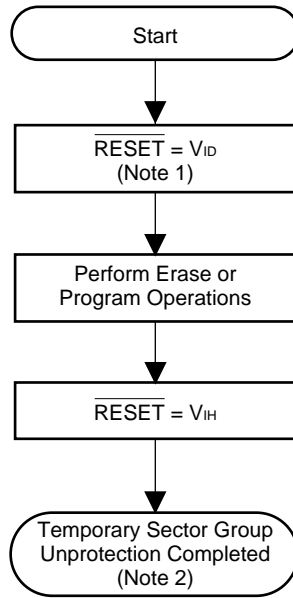 Start
RESET = VID
(Note 1)
Perform Erase or
Program Operations
RESET = VIH
Temporary Sector Group
Unprotection Completed
(Note 2)